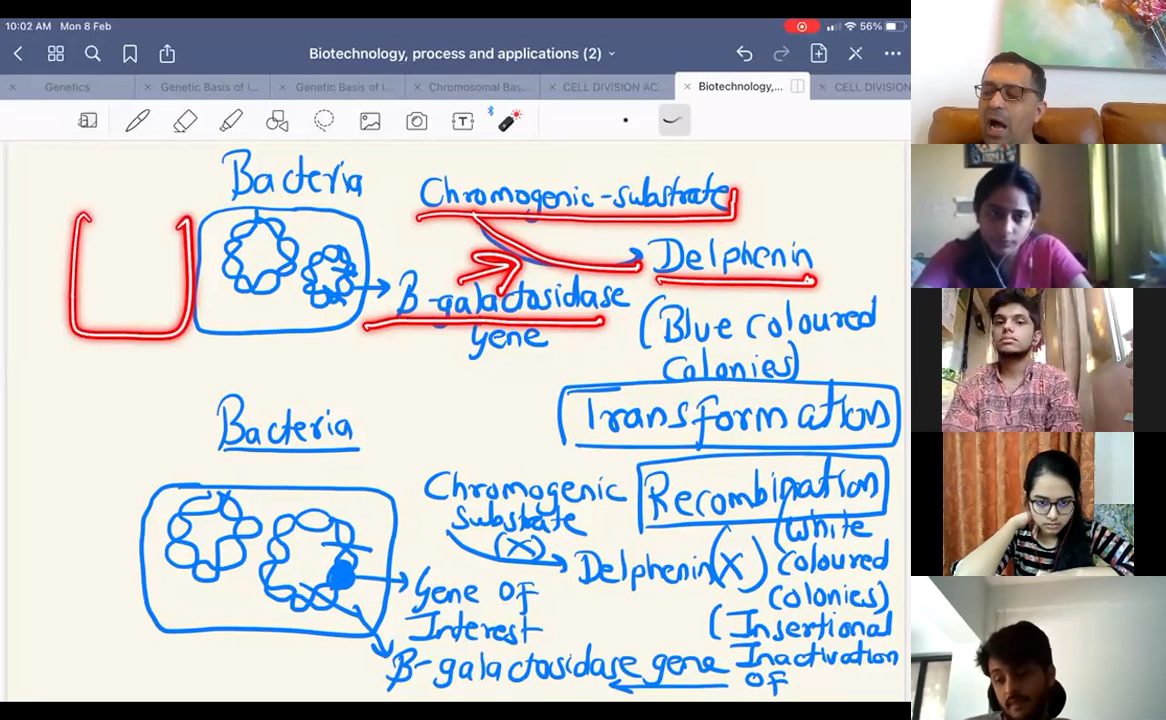 10:02 AM Mon 8 Feb
56%
Biotechnology, process and applications (2)
Genetics
Genetic Basis of I...
Genetic Basis of I...
Chromosomal Bas...
CELL DIVISION AC...
Biotechnology,...
CELL DIVISION
T
Bacteria
Chromogenic-substrate
Delphenin
β-galactosidase
gene
(Blue coloured
colonies)
Transformation
Bacteria
Recombination
Chromogenic
Substrate
(X)
Delphenin (X)
(White
coloured
colonies)
Gene of
Interest
(Insertional
Inactivation
of
β-galactosidase gene